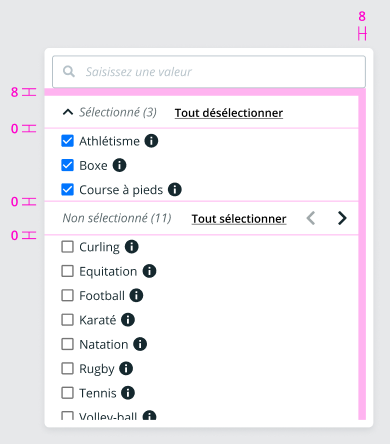 8
Saisissez une valeur
8
Sélectionné (3) Tout désélectionner
0
Athlétisme
Boxe
Course à pieds
0
Non sélectionné (11) Tout sélectionner
0
Curling
Equitation
Football
Karaté
Natation
Rugby
Tennis
Volley-ball